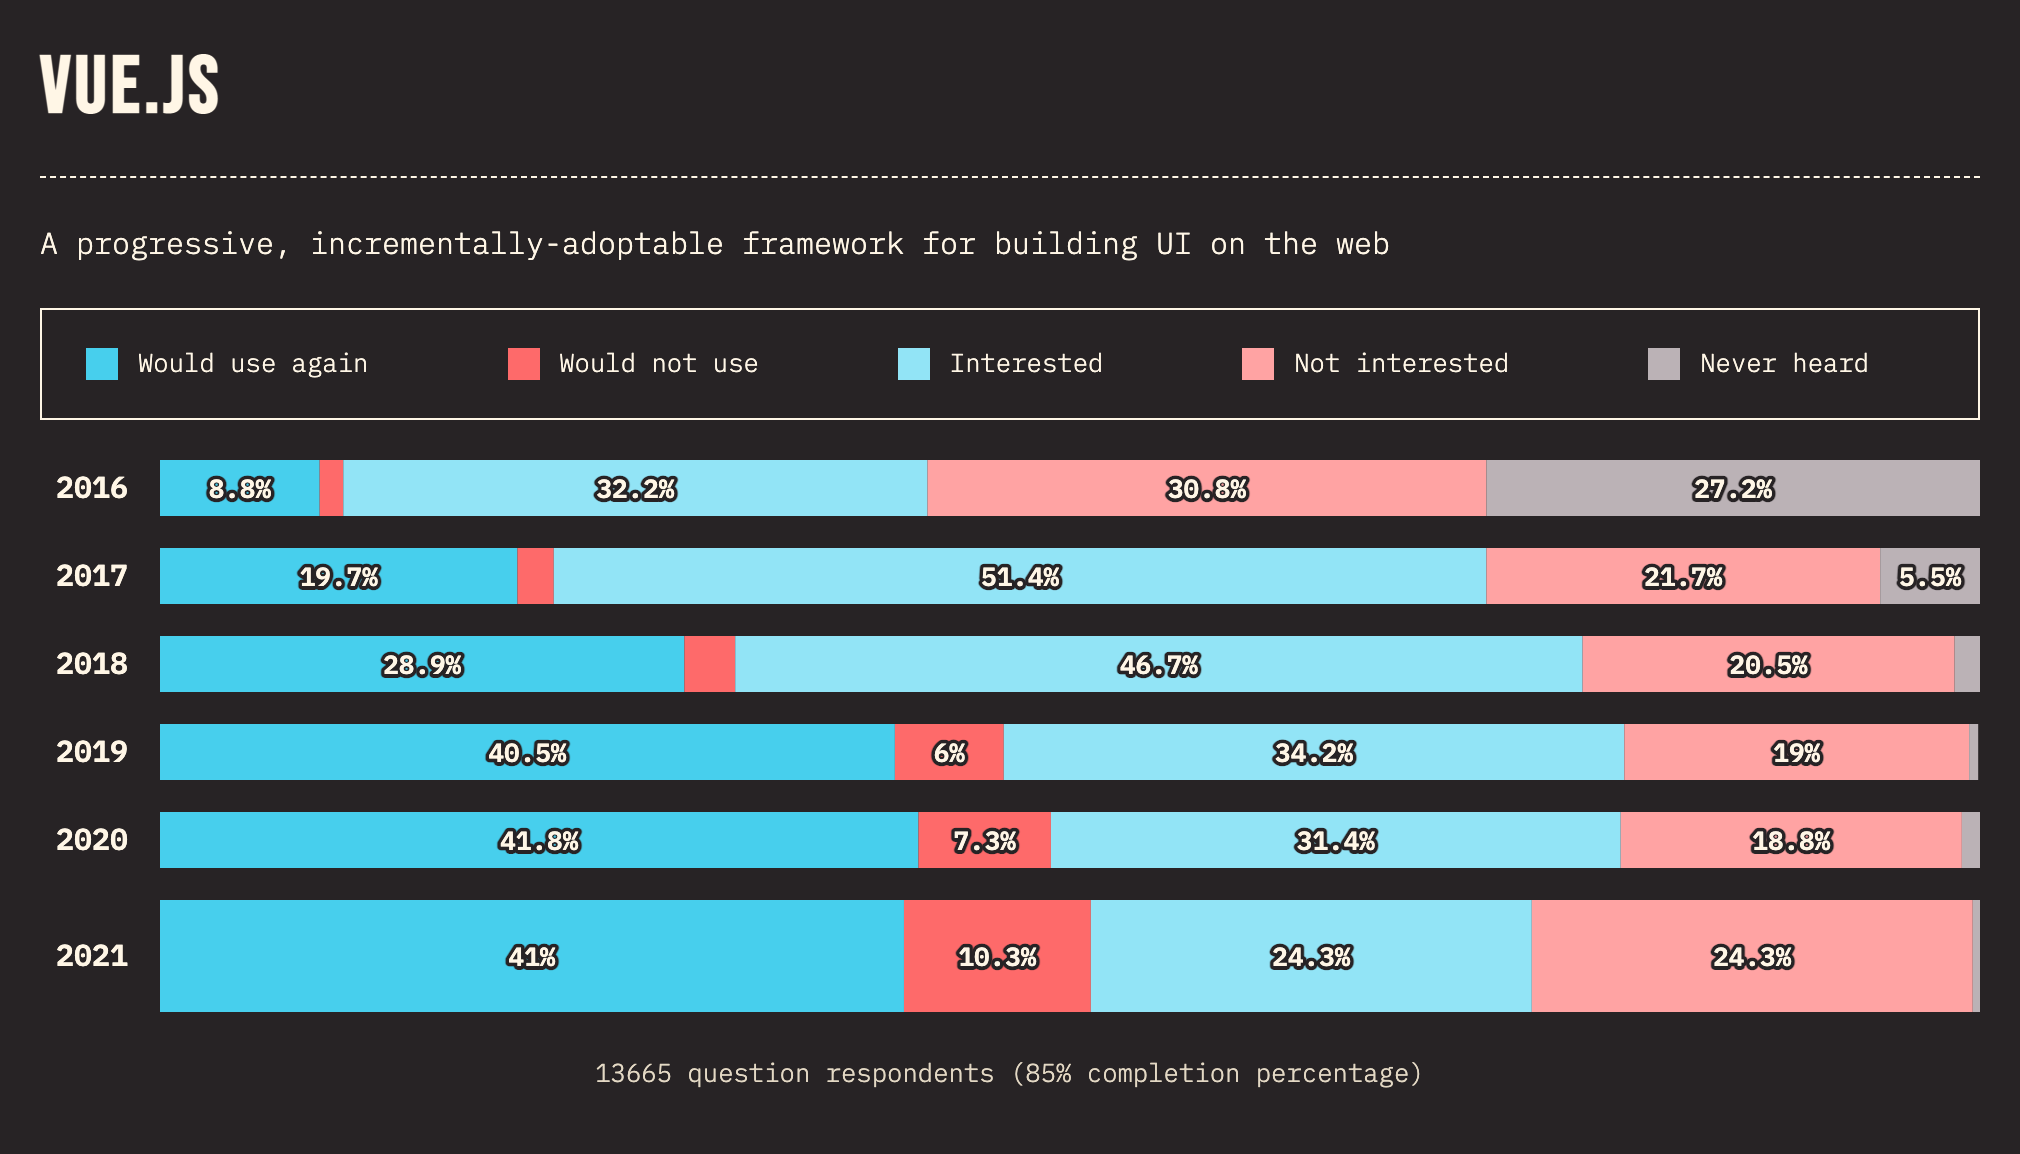 VUE.JS
A progressive, incrementally-adoptable framework for building UI on the web
Would use again Would not use Interested Not interested Never heard
2016 8.8% 32.2% 30.8% 27.2%
2017 19.7% 51.4% 21.7% 5.5%
2018 28.9% 46.7% 20.5%
2019 40.5% 6% 34.2% 19%
2020 41.8% 7.3% 31.4% 18.8%
2021 41% 10.3% 24.3% 24.3%
13665 question respondents (85% completion percentage)